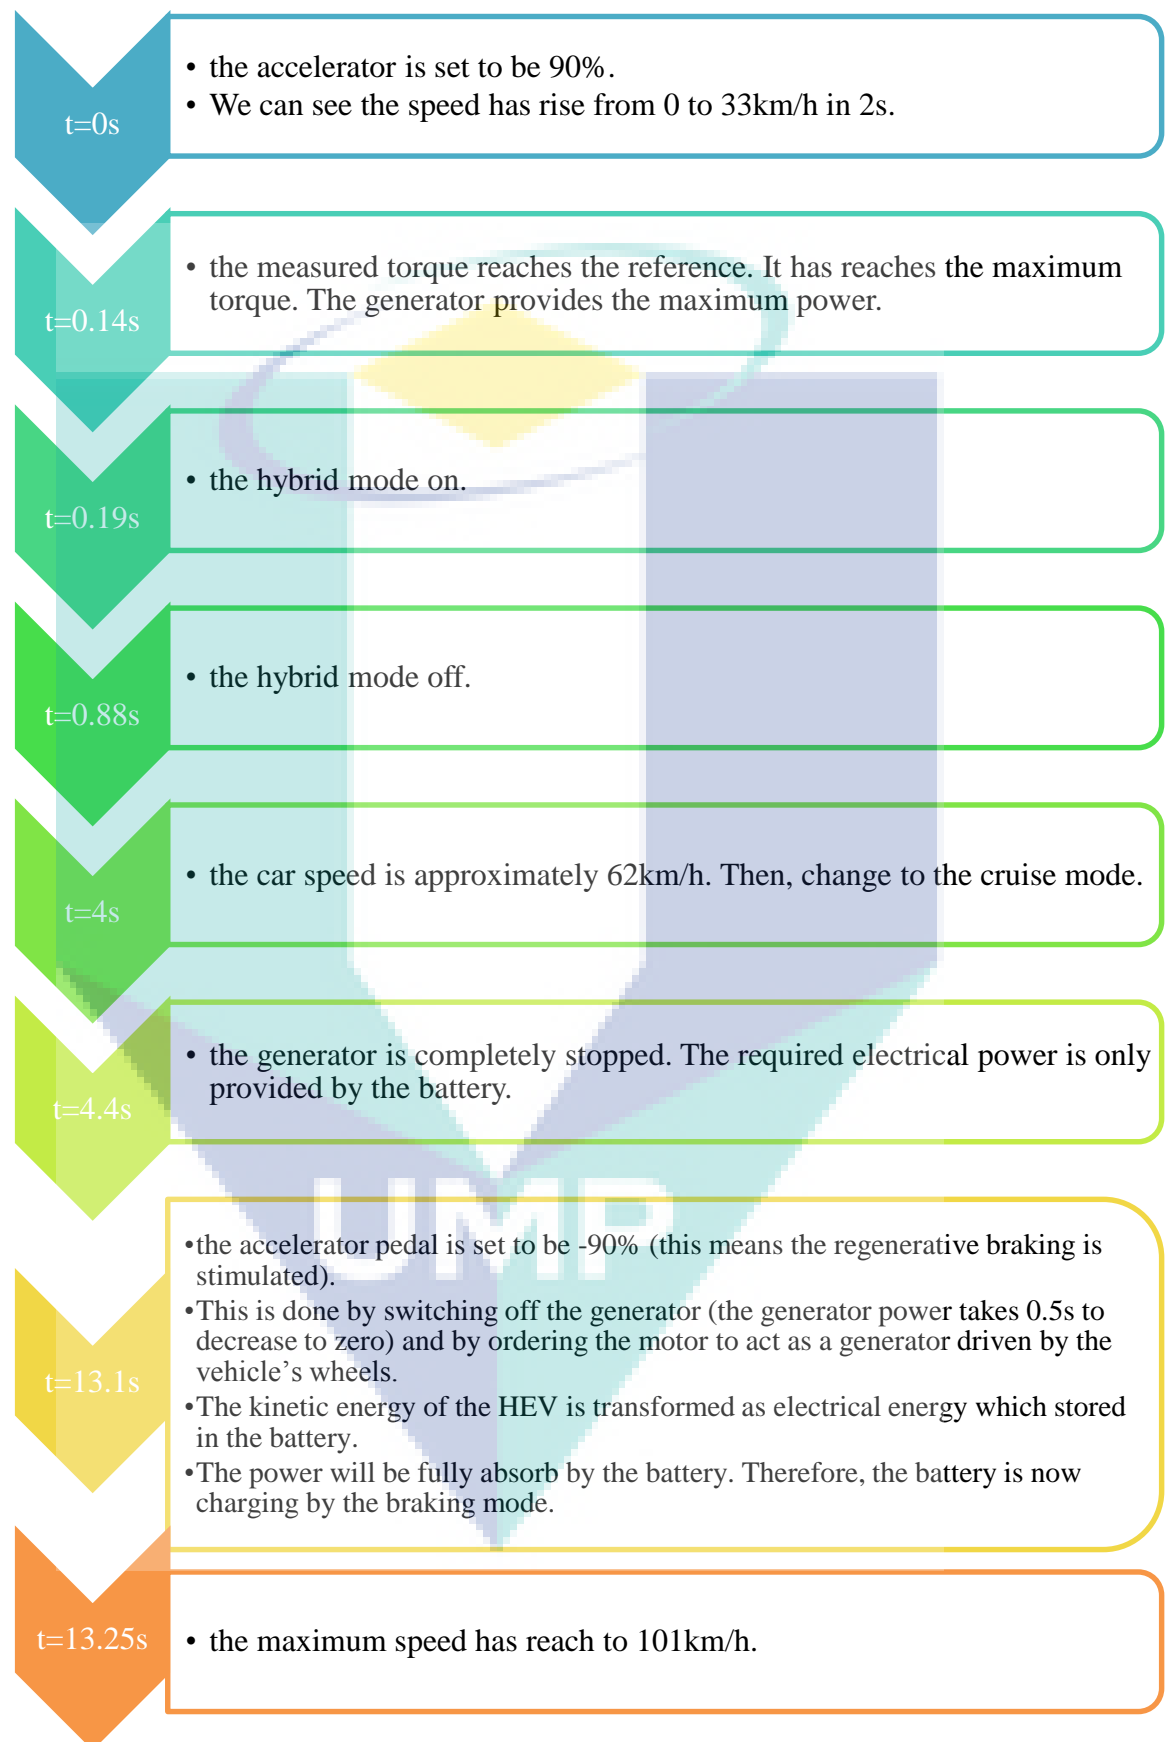 t=0s
• the accelerator is set to be 90%.
• We can see the speed has rise from 0 to 33km/h in 2s.
t=0.14s
• the measured torque reaches the reference. It has reaches the maximum
torque. The generator provides the maximum power.
t=0.19s
• the hybrid mode on.
t=0.88s
• the hybrid mode off.
t=4s
• the car speed is approximately 62km/h. Then, change to the cruise mode.
t=4.4s
• the generator is completely stopped. The required electrical power is only
provided by the battery.
UMP
t=13.1s
•the accelerator pedal is set to be -90% (this means the regenerative braking is
stimulated).
•This is done by switching off the generator (the generator power takes 0.5s to
decrease to zero) and by ordering the motor to act as a generator driven by the
vehicle's wheels.
•The kinetic energy of the HEV is transformed as electrical energy which stored
in the battery.
•The power will be fully absorb by the battery. Therefore, the battery is now
charging by the braking mode.
t=13.25s
• the maximum speed has reach to 101km/h.